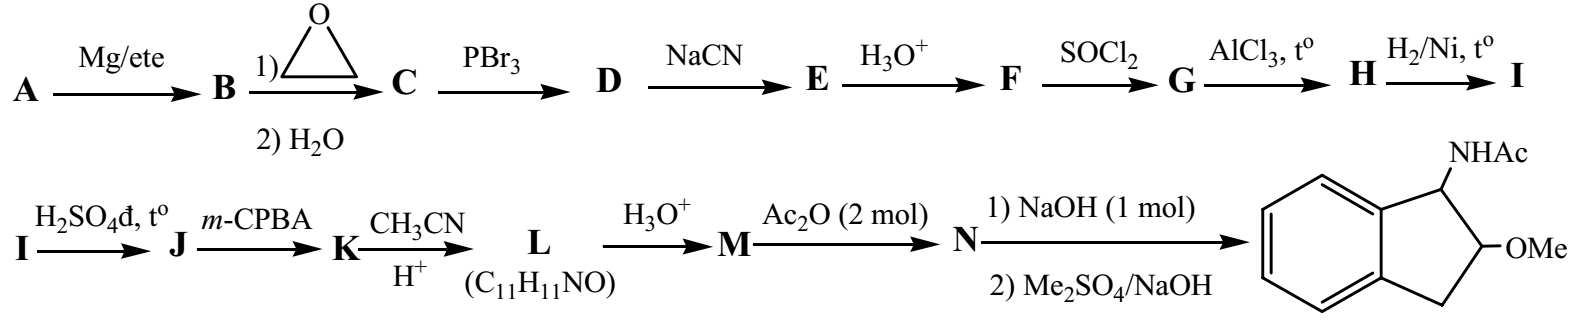 A Mg/ete B 1) O 2) H₂O C PBr₃ D NaCN E H₃O⁺ F SOCl₂ G AlCl₃, tº H H₂/Ni, tº I
I H₂SO₄đ, tº J m-CPBA K CH₃CN H⁺ L (C₁₁H₁₁NO) H₃O⁺ M Ac₂O (2 mol) N 1) NaOH (1 mol) 2) Me₂SO₄/NaOH NHAc OMe